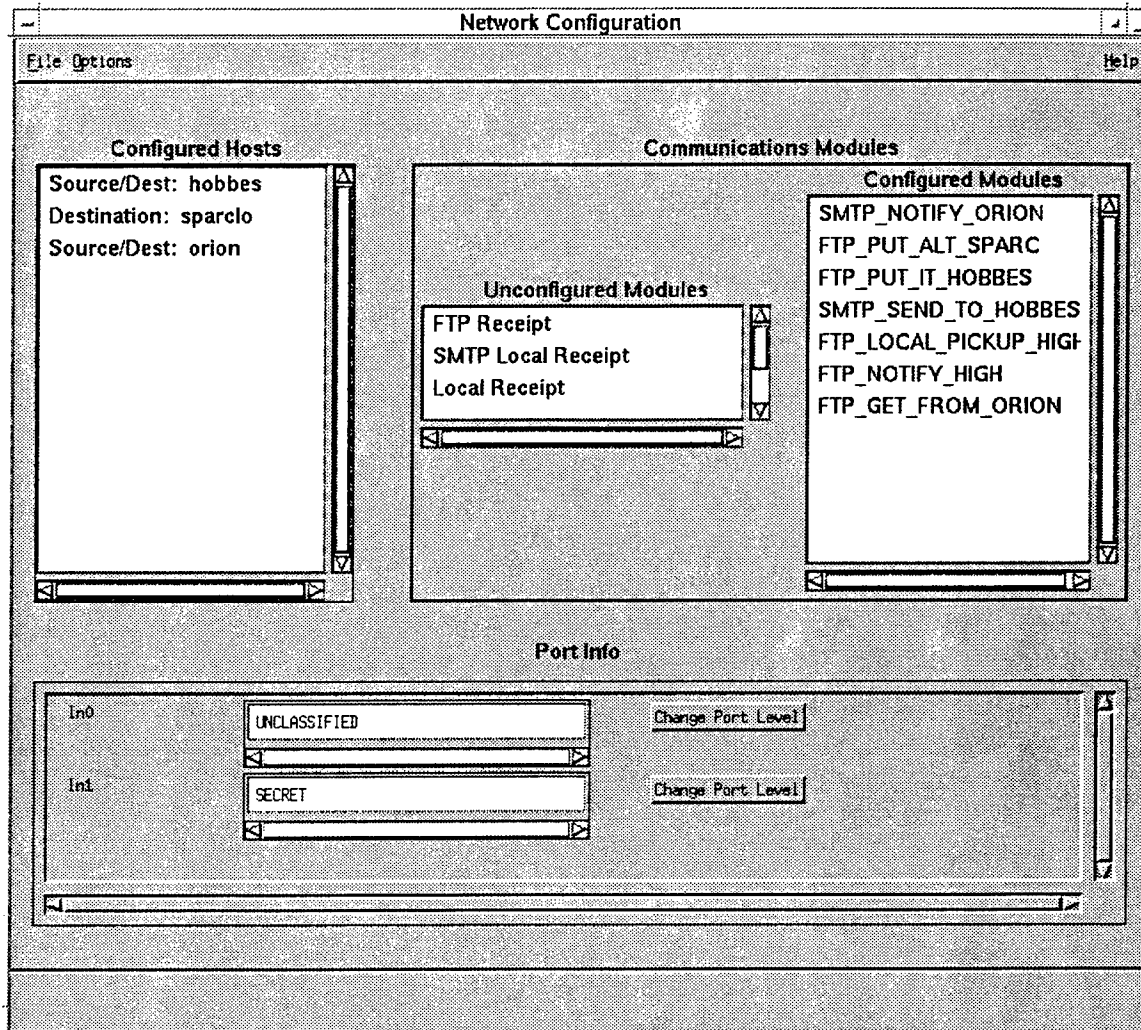 Network Configuration
File Options Help
Configured Hosts
Source/Dest: hobbes
Destination: sparclo
Source/Dest: orion
Communications Modules
Unconfigured Modules
FTP Receipt
SMTP Local Receipt
Local Receipt
Configured Modules
SMTP_NOTIFY_ORION
FTP_PUT_ALT_SPARC
FTP_PUT_IT_HOBBES
SMTP_SEND_TO_HOBBES
FTP_LOCAL_PICKUP_HIGH
FTP_NOTIFY_HIGH
FTP_GET_FROM_ORION
Port Info
ln0 UNCLASSIFIED Change Port Level
ln1 SECRET Change Port Level